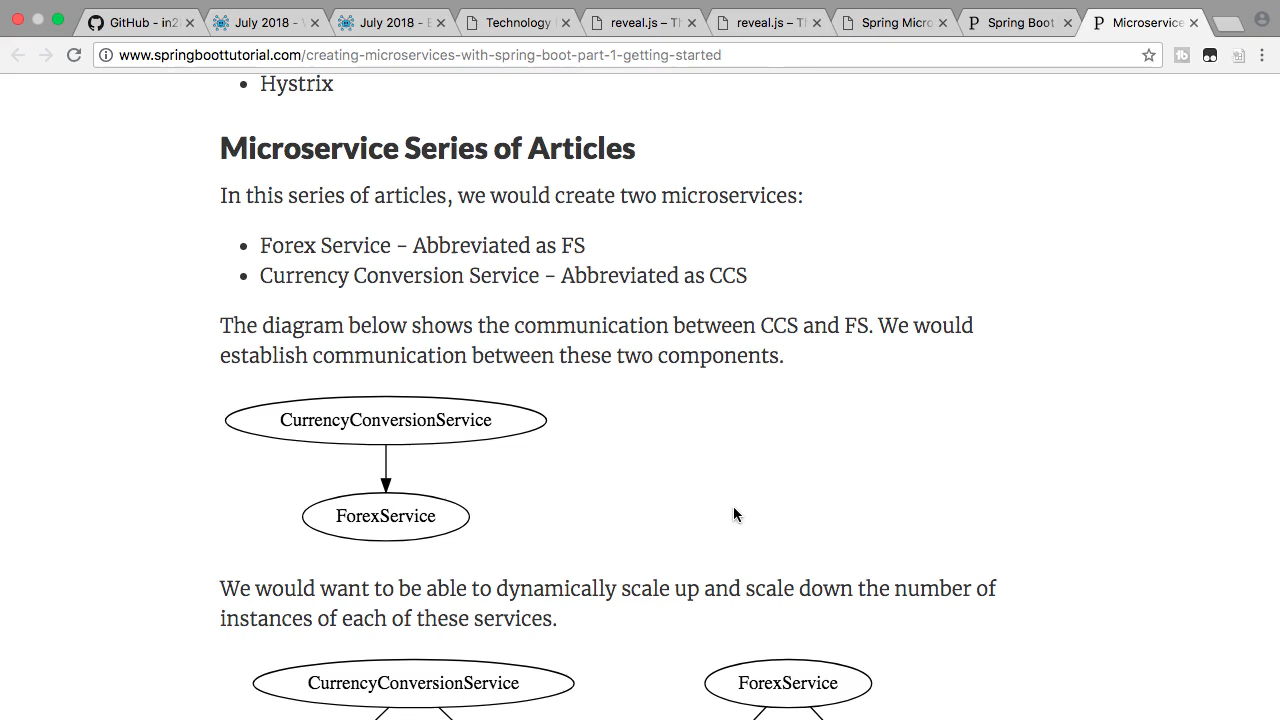 GitHub - in2
July 2018 - V
July 2018 - E
Technology
reveal.js – Th
reveal.js – Th
Spring Micro
Spring Boot
Microservice
www.springboottutorial.com/creating-microservices-with-spring-boot-part-1-getting-started
• Hystrix
Microservice Series of Articles
In this series of articles, we would create two microservices:
• Forex Service - Abbreviated as FS
• Currency Conversion Service - Abbreviated as CCS
The diagram below shows the communication between CCS and FS. We would
establish communication between these two components.
CurrencyConversionService
ForexService
We would want to be able to dynamically scale up and scale down the number of
instances of each of these services.
CurrencyConversionService
ForexService